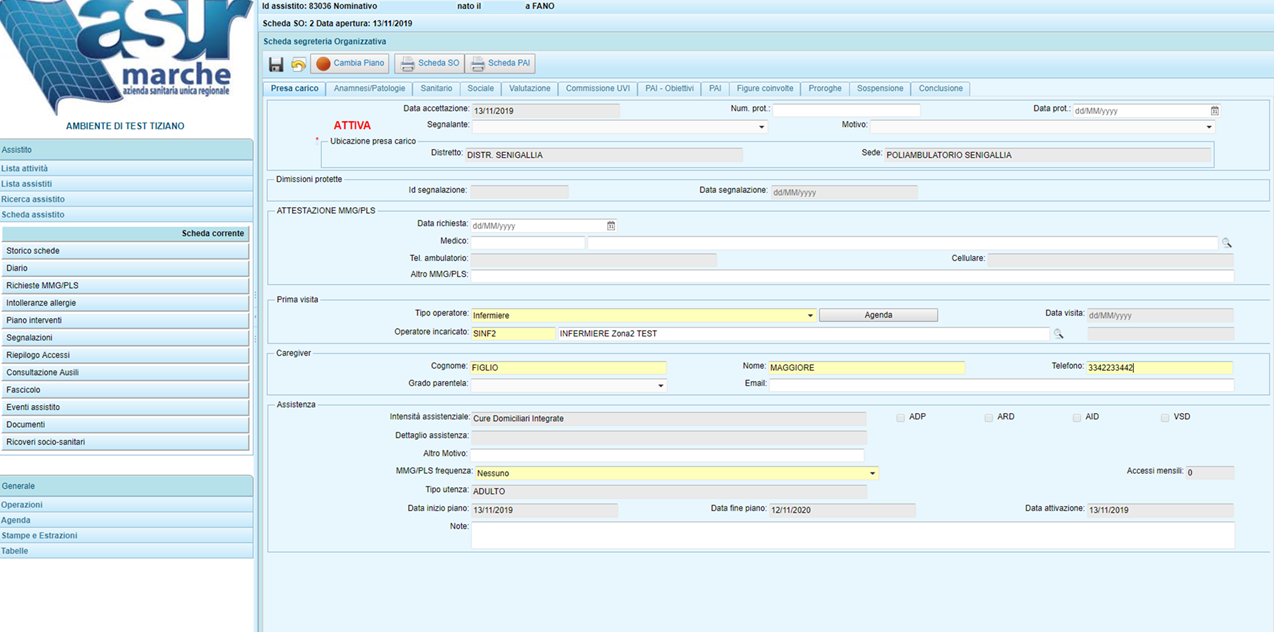 asur
marche
azienda sanitaria unica regionale
AMBIENTE DI TEST TIZIANO
Assistito
Lista attività
Lista assistiti
Ricerca assistito
Scheda assistito
Scheda corrente
Storico schede
Diario
Richieste MMG/PLS
Intolleranze allergie
Piano interventi
Segnalazioni
Riepilogo Accessi
Consultazione Ausili
Fascicolo
Eventi assistito
Documenti
Ricoveri socio-sanitari
Generale
Operazioni
Agenda
Stampe e Estrazioni
Tabelle
Id assistito: 83036 Nominativo nato il a FANO
Scheda SO: 2 Data apertura: 13/11/2019
Scheda segreteria Organizzativa
Cambia Piano Scheda SO Scheda PAI
Presa carico Anamnesi/Patologie Sanitario Sociale Valutazione Commissione UVI PAI - Obiettivi PAI Figure coinvolte Proroghe Sospensione Conclusione
Data accettazione: 13/11/2019 Num. prot.: Data prot.: dd/MM/yyyy
ATTIVA Segnalante: Motivo:
* Ubicazione presa carico
Distretto: DISTR. SENIGALLIA Sede: POLIAMBULATORIO SENIGALLIA
Dimissioni protette
Id segnalazione: Data segnalazione: dd/MM/yyyy
ATTESTAZIONE MMG/PLS
Data richiesta: dd/MM/yyyy
Medico:
Tel. ambulatorio: Cellulare:
Altro MMG/PLS:
Prima visita
Tipo operatore: Infermiere Agenda Data visita: dd/MM/yyyy
Operatore incaricato: SINF2 INFERMIERE Zona2 TEST
Caregiver
Cognome: FIGLIO Nome: MAGGIORE Telefono: 3342233442
Grado parentela: Email:
Assistenza
Intensità assistenziale: Cure Domiciliari Integrate ADP ARD AID VSD
Dettaglio assistenza:
Altro Motivo:
MMG/PLS frequenza: Nessuno Accessi mensili: 0
Tipo utenza: ADULTO
Data inizio piano: 13/11/2019 Data fine piano: 12/11/2020 Data attivazione: 13/11/2019
Note: